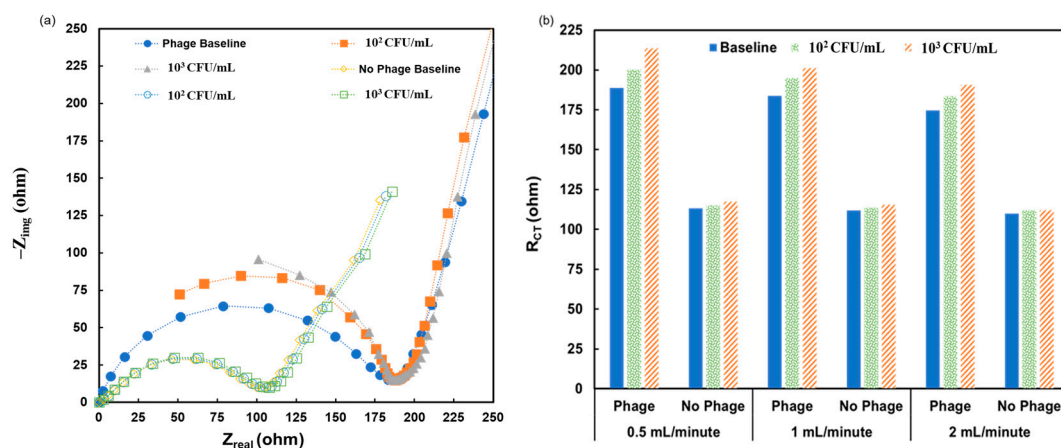 (a)
Phage Baseline
10² CFU/mL
10³ CFU/mL
No Phage Baseline
10² CFU/mL
10³ CFU/mL
250
225
200
175
150
125
100
75
50
25
0
−Z_img (ohm)
0 25 50 75 100 125 150 175 200 225 250
Z_real (ohm)
(b)
Baseline 10² CFU/mL 10³ CFU/mL
225
200
175
150
125
100
75
50
25
0
R_CT (ohm)
Phage No Phage Phage No Phage Phage No Phage
0.5 mL/minute 1 mL/minute 2 mL/minute